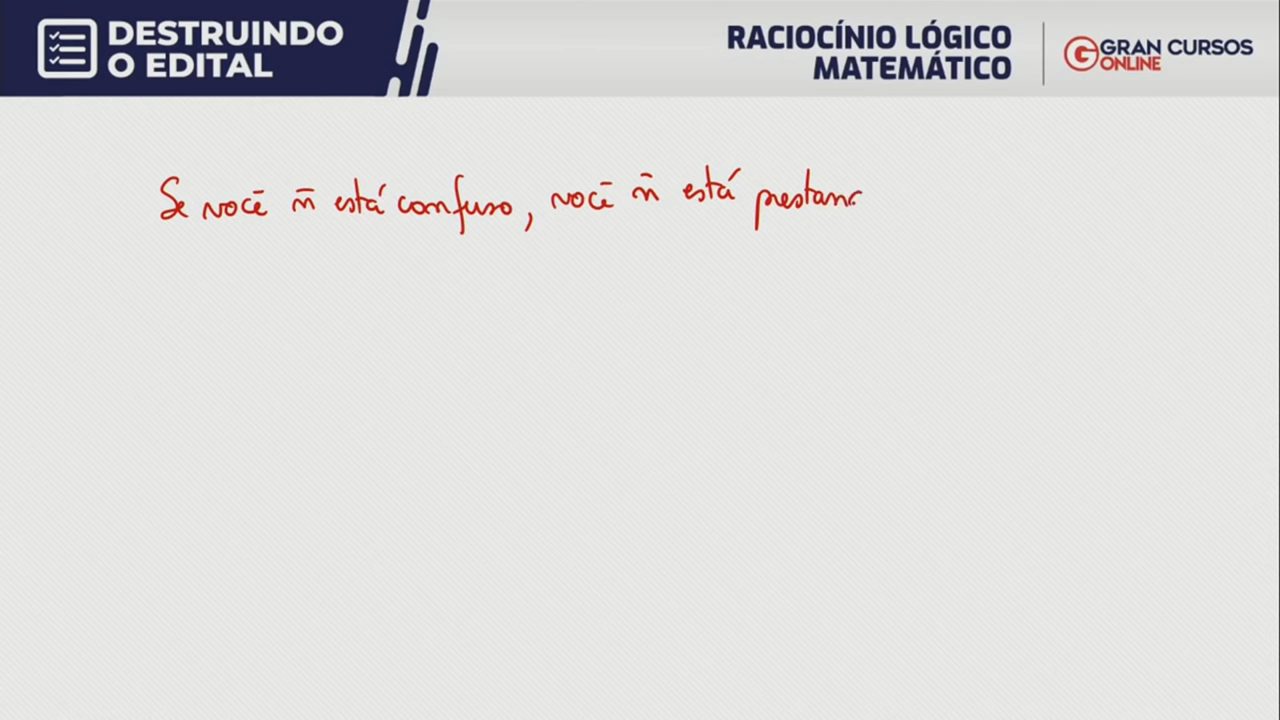 DESTRUINDO
O EDITAL
RACIOCÍNIO LÓGICO
MATEMÁTICO
GRAN CURSOS
ONLINE
Se você ñ está confuso, você ñ está prestan